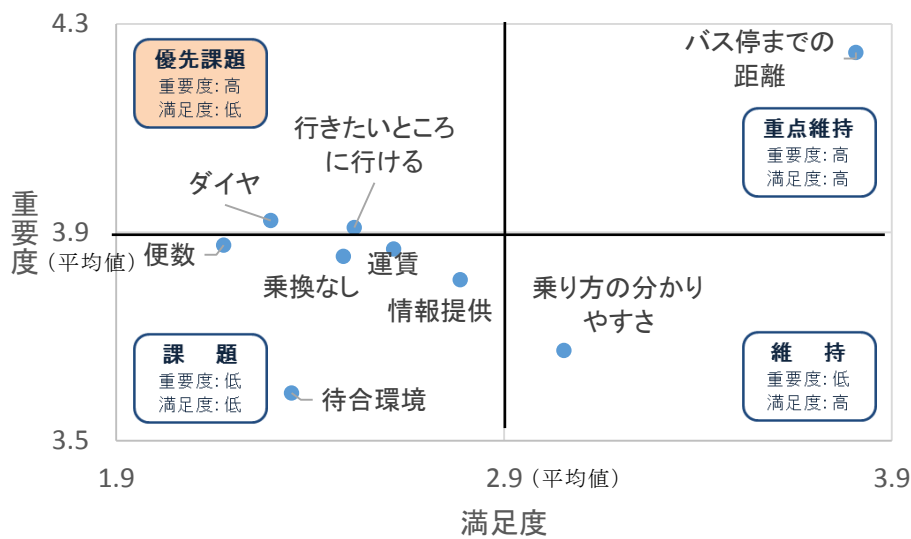 4.3
優先課題
重要度：高
満足度：低
バス停までの
距離
重点維持
重要度：高
満足度：高
行きたいところ
に行ける
ダイヤ
重要度
3.9
（平均値）
便数
乗換なし
運賃
情報提供
乗り方の分かり
やすさ
課　題
重要度：低
満足度：低
待合環境
維　持
重要度：低
満足度：高
3.5
1.9
2.9（平均値）
3.9
満足度